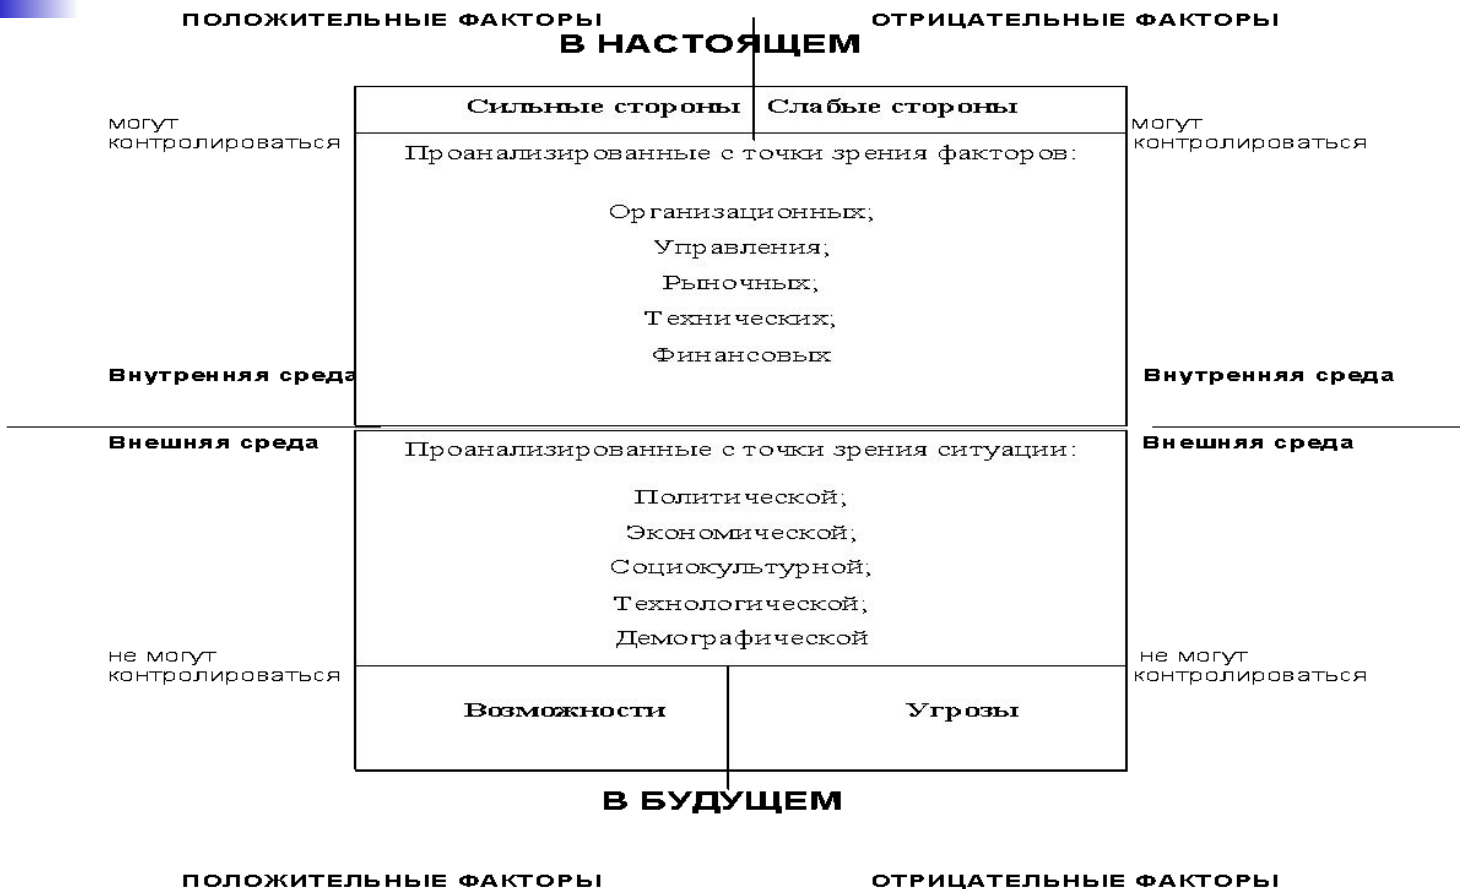 ПОЛОЖИТЕЛЬНЫЕ ФАКТОРЫ
ОТРИЦАТЕЛЬНЫЕ ФАКТОРЫ
В НАСТОЯЩЕМ
Сильные стороны
Слабые стороны
могут
контролироваться
могут
контролироваться
Проанализированные с точки зрения факторов:
Организационных;
Управления;
Рыночных;
Технических;
Финансовых
Внутренняя среда
Внутренняя среда
Внешняя среда
Внешняя среда
Проанализированные с точки зрения ситуации:
Политической;
Экономической;
Социокультурной;
Технологической;
Демографической
не могут
контролироваться
не могут
контролироваться
Возможности
Угрозы
В БУДУЩЕМ
ПОЛОЖИТЕЛЬНЫЕ ФАКТОРЫ
ОТРИЦАТЕЛЬНЫЕ ФАКТОРЫ